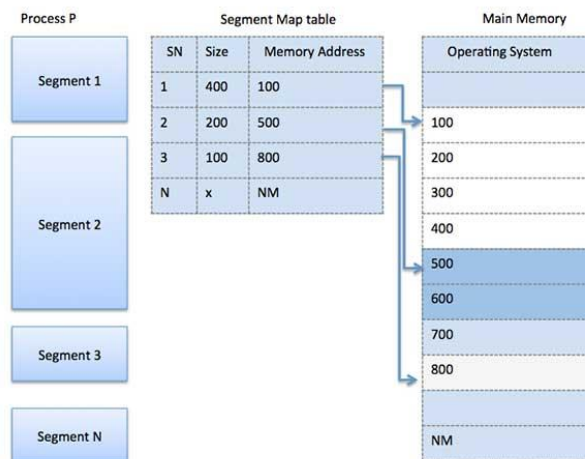 Process P
Segment 1
Segment 2
Segment 3
Segment N
Segment Map table
SN Size Memory Address
1 400 100
2 200 500
3 100 800
N x NM
Main Memory
Operating System
100
200
300
400
500
600
700
800
NM